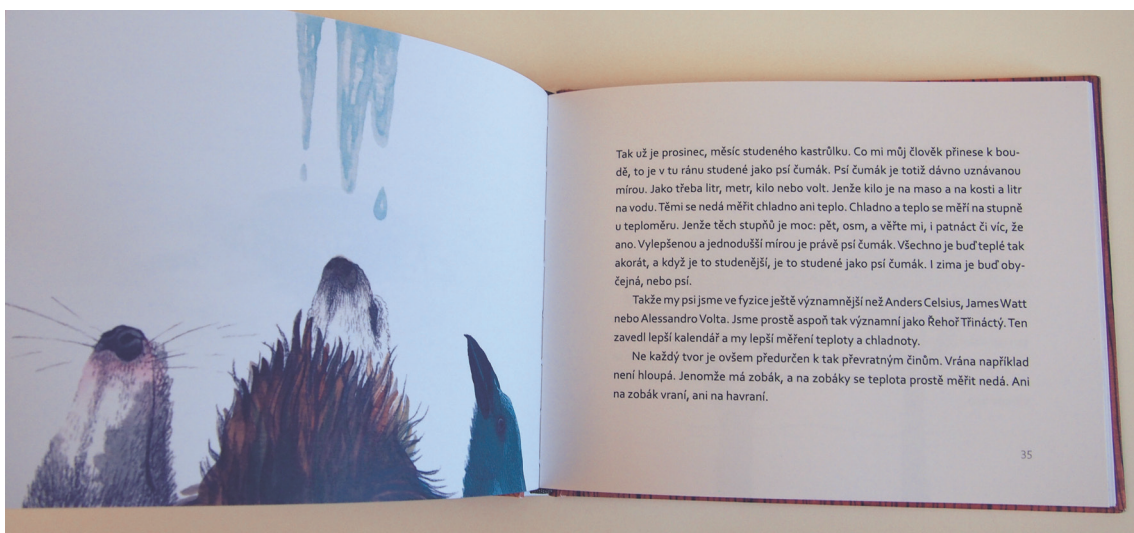 Tak už je prosinec, měsíc studeného kastrůlku. Co mi můj člověk přinese k bou-
dě, to je v tu ránu studené jako psí čumák. Psí čumák je totiž dávno uznávanou
mírou. Jako třeba litr, metr, kilo nebo volt. Jenže kilo je na maso a na kosti a litr
na vodu. Těmi se nedá měřit chladno ani teplo. Chladno a teplo se měří na stupně
u teploměru. Jenže těch stupňů je moc: pět, osm, a věřte mi, i patnáct či víc, že
ano. Vylepšenou a jednodušší mírou je právě psí čumák. Všechno je buď teplé tak
akorát, a když je to studenější, je to studené jako psí čumák. I zima je buď oby-
čejná, nebo psí.
Takže my psi jsme ve fyzice ještě významnější než Anders Celsius, James Watt
nebo Alessandro Volta. Jsme prostě aspoň tak významní jako Řehoř Třináctý. Ten
zavedl lepší kalendář a my lepší měření teploty a chladnoty.
Ne každý tvor je ovšem předurčen k tak převratným činům. Vrána například
není hloupá. Jenomže má zobák, a na zobáky se teplota prostě měřit nedá. Ani
na zobák vraní, ani na havraní.
35